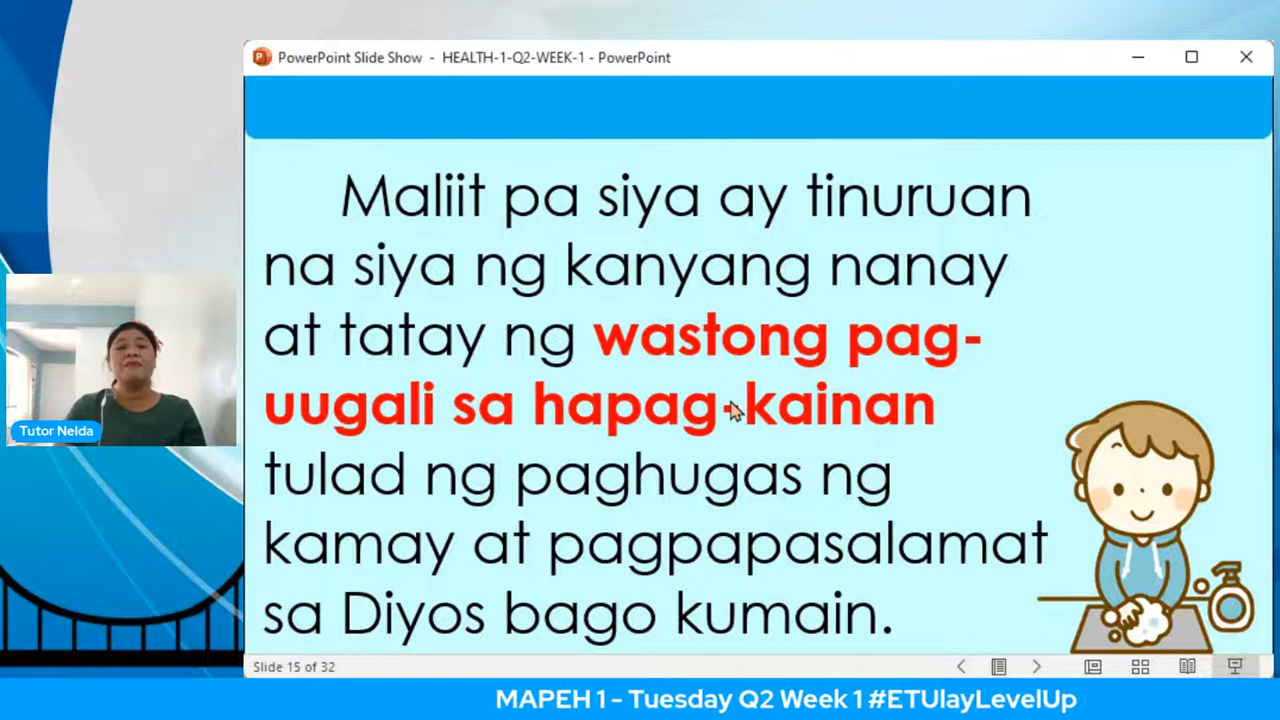 PowerPoint Slide Show - HEALTH-1-Q2-WEEK-1 - PowerPoint
Maliit pa siya ay tinuruan
na siya ng kanyang nanay
at tatay ng wastong pag-
uugali sa hapag-kainan
tulad ng paghugas ng
kamay at pagpapasalamat
sa Diyos bago kumain.
Tutor Nelda
Slide 15 of 32
MAPEH 1 - Tuesday Q2 Week 1 #ETUlayLevelUp